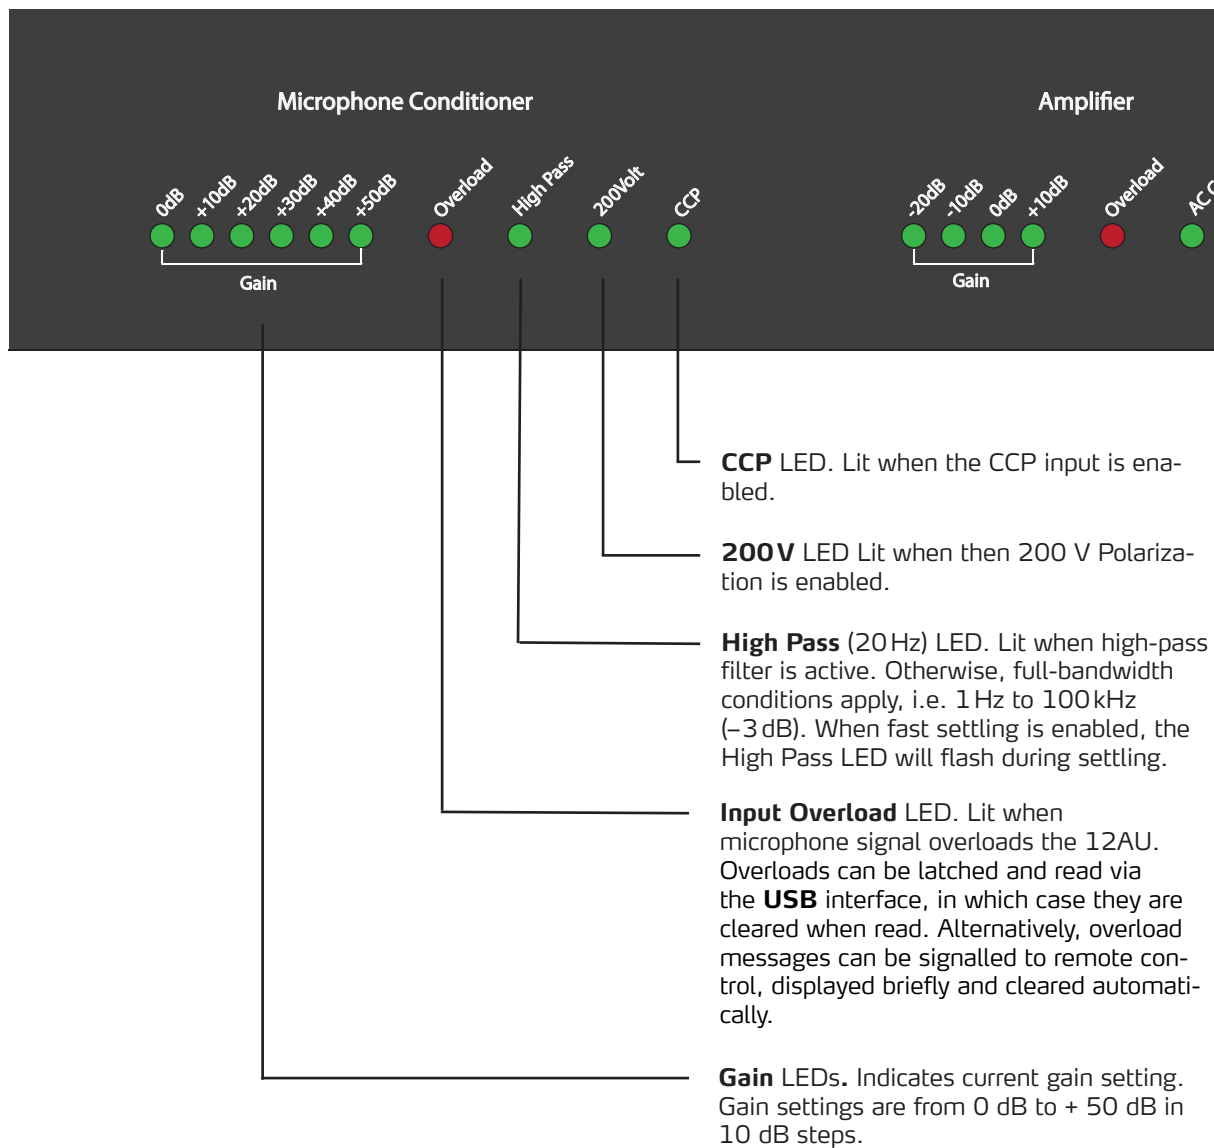 Microphone Conditioner
Amplifier
0dB
+10dB
+20dB
+30dB
+40dB
+50dB
Overload
High Pass
200Volt
CCP
-20dB
-10dB
0dB
+10dB
Overload
AC
Gain
Gain
CCP LED. Lit when the CCP input is ena-
bled.
200 V LED Lit when then 200 V Polariza-
tion is enabled.
High Pass (20 Hz) LED. Lit when high-pass
filter is active. Otherwise, full-bandwidth
conditions apply, i.e. 1 Hz to 100 kHz
(–3 dB). When fast settling is enabled, the
High Pass LED will flash during settling.
Input Overload LED. Lit when
microphone signal overloads the 12AU.
Overloads can be latched and read via
the USB interface, in which case they are
cleared when read. Alternatively, overload
messages can be signalled to remote con-
trol, displayed briefly and cleared automati-
cally.
Gain LEDs. Indicates current gain setting.
Gain settings are from 0 dB to + 50 dB in
10 dB steps.